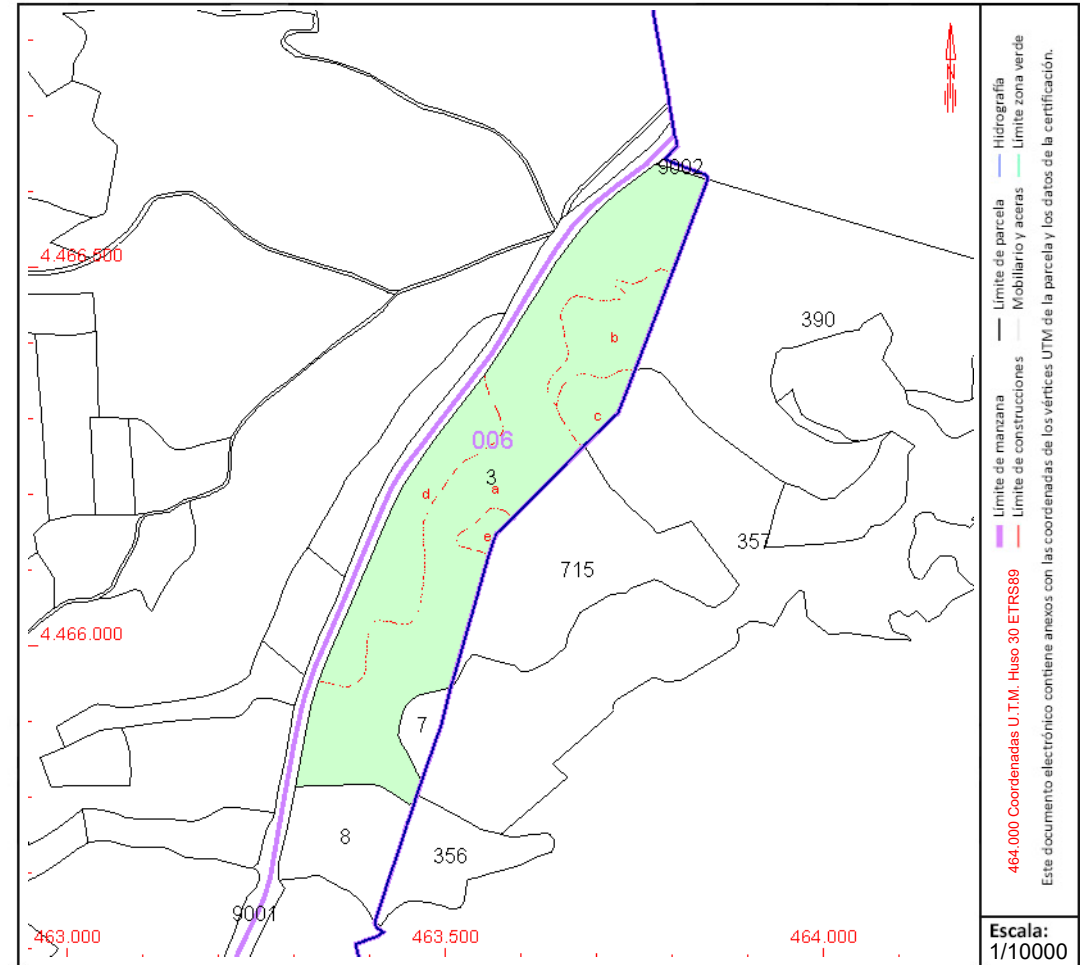 N
9002
4.466.500
390
b
c
006
3
a
d
e
357
715
4.466.000
7
8
356
9001
463.000
463.500
464.000
Límite de manzana
Límite de parcela
Hidrografía
Límite de construcciones
Mobiliario y aceras
Límite zona verde
464.000 Coordenadas U.T.M. Huso 30 ETRS89
Este documento electrónico contiene anexos con las coordenadas de los vértices UTM de la parcela y los datos de la certificación.
Escala:
1/10000